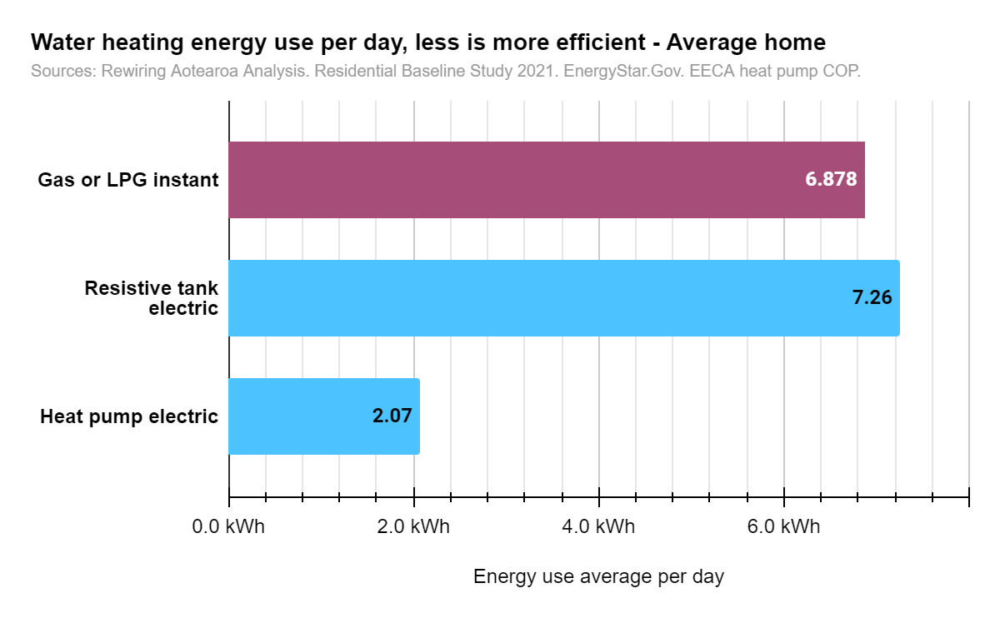 Water heating energy use per day, less is more efficient - Average home
Sources: Rewiring Aotearoa Analysis. Residential Baseline Study 2021. EnergyStar.Gov. EECA heat pump COP.
Gas or LPG instant
6.878
Resistive tank
electric
7.26
Heat pump electric
2.07
0.0 kWh
2.0 kWh
4.0 kWh
6.0 kWh
Energy use average per day